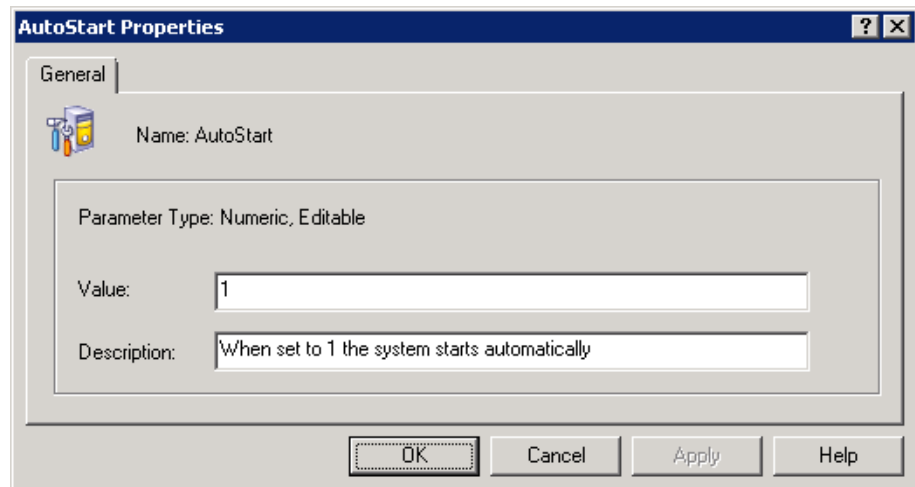 AutoStart Properties
General
Name: AutoStart
Parameter Type: Numeric, Editable
Value: 1
Description: When set to 1 the system starts automatically
OK Cancel Apply Help